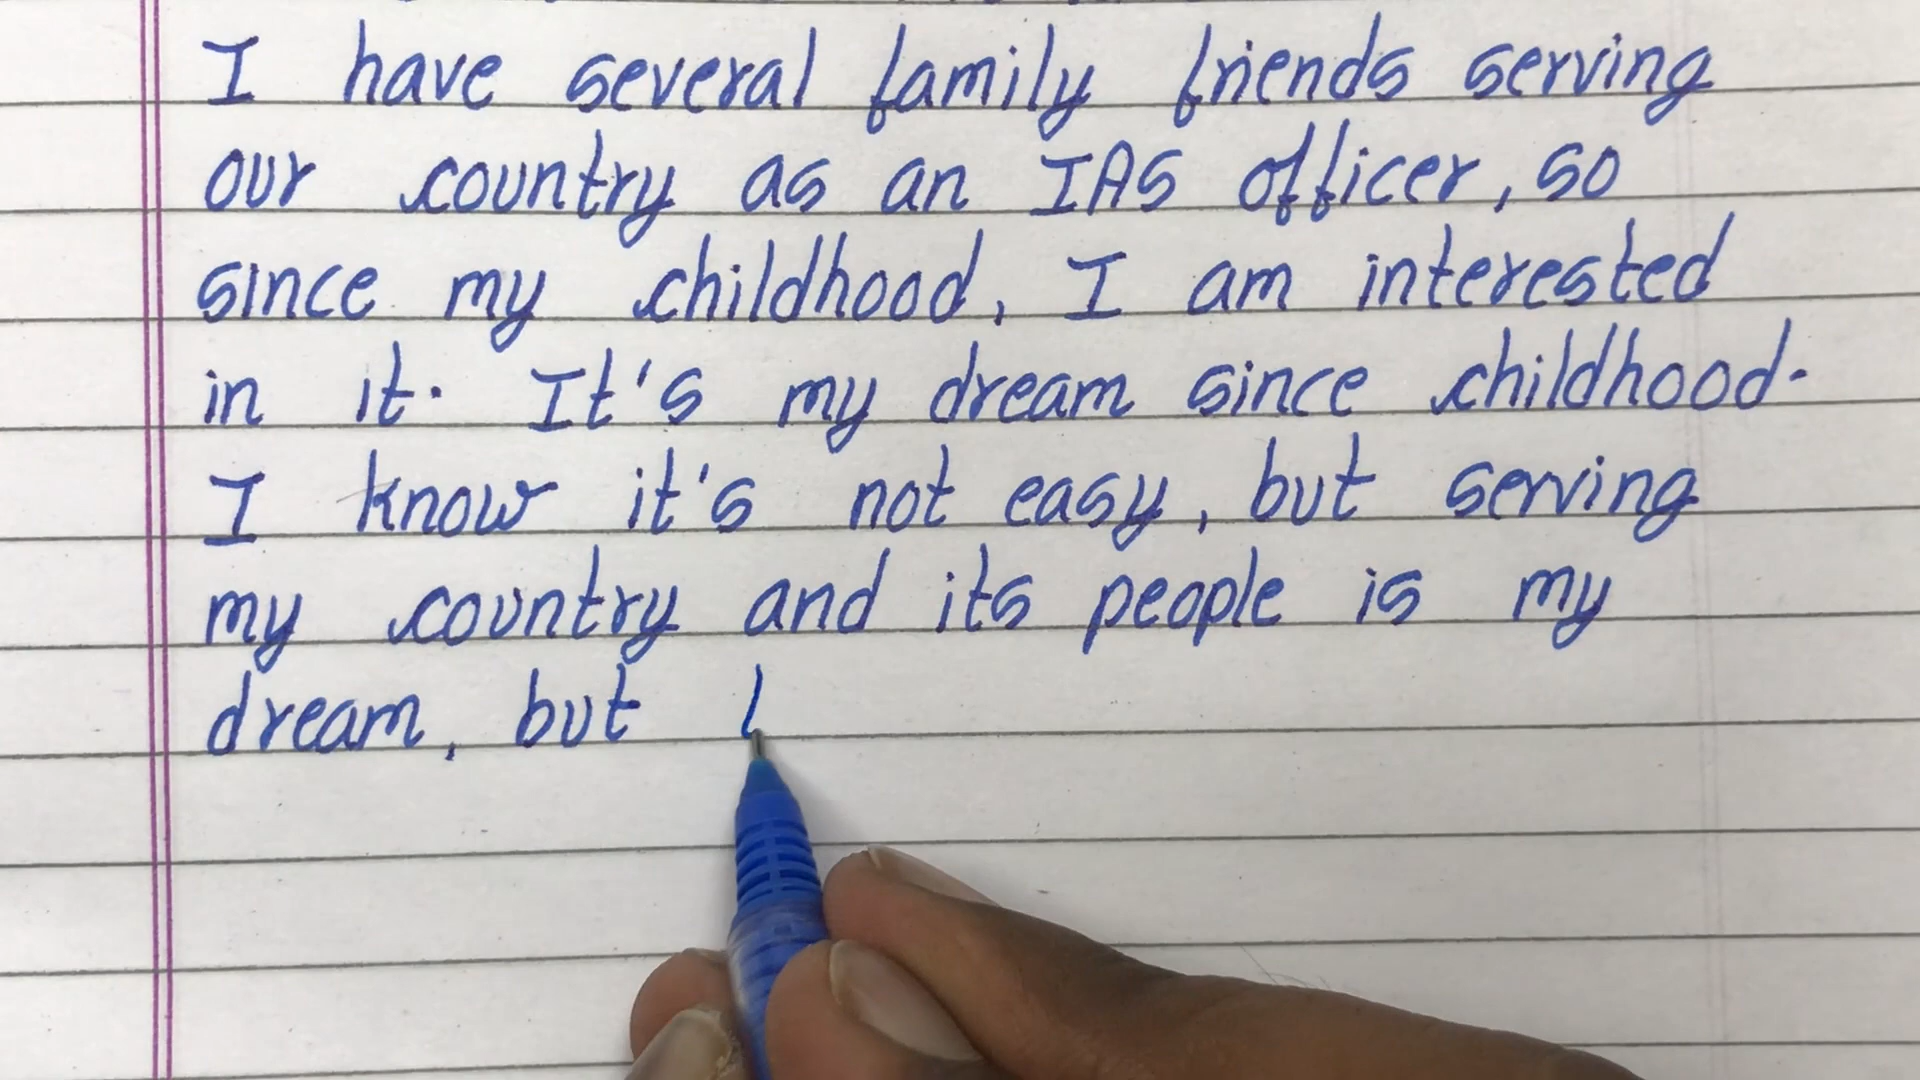 I have several family friends serving
our country as an IAS officer, so
since my childhood, I am interested
in it. It's my dream since childhood.
I know it's not easy, but serving
my country and its people is my
dream, but